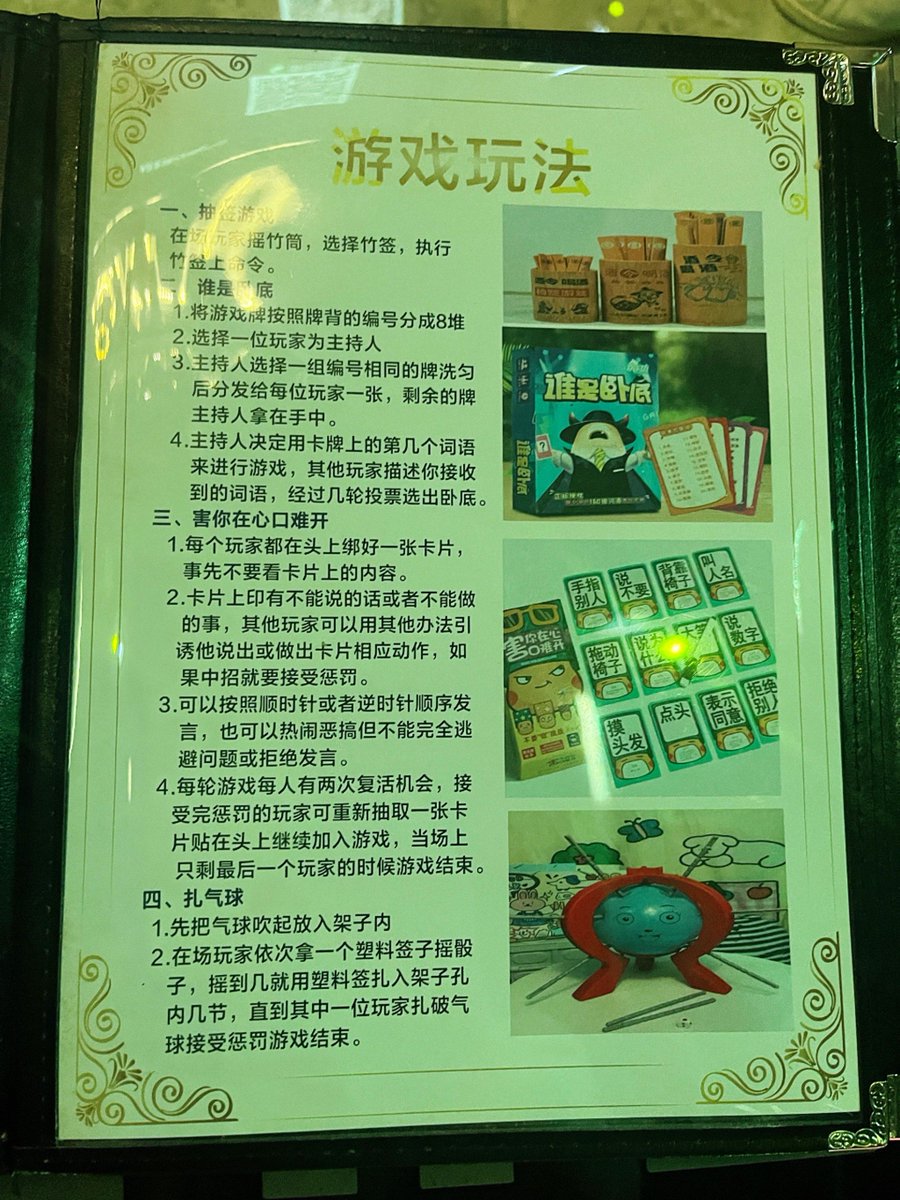 游戏玩法
一、抽签游戏
在场玩家摇竹筒，选择竹签，执行
竹签上命令。
二、谁是卧底
1.将游戏牌按照牌背的编号分成8堆
2.选择一位玩家为主持人
3.主持人选择一组编号相同的牌洗匀
后分发给每位玩家一张，剩余的牌
主持人拿在手中。
4.主持人决定用卡牌上的第几个词语
来进行游戏，其他玩家描述你接收
到的词语，经过几轮投票选出卧底。
三、害你在心口难开
1.每个玩家都在头上绑好一张卡片，
事先不要看卡片上的内容。
2.卡片上印有不能说的话或者不能做
的事，其他玩家可以用其他办法引
诱他说出或做出卡片相应动作，如
果中招就要接受惩罚。
3.可以按照顺时针或者逆时针顺序发
言，也可以热闹恶搞但不能完全逃
避问题或拒绝发言。
4.每轮游戏每人有两次复活机会，接
受完惩罚的玩家可重新抽取一张卡
片贴在头上继续加入游戏，当场上
只剩最后一个玩家的时候游戏结束。
四、扎气球
1.先把气球吹起放入架子内
2.在场玩家依次拿一个塑料签子摇骰
子，摇到几就用塑料签扎入架子孔
内几节，直到其中一位玩家扎破气
球接受惩罚游戏结束。
谁是卧底
谁是卧底
害你在心
口难开
手指
别人
说
不要
背靠
椅子
叫
人名
拖动
椅子
说为
什么
大笑
说
数字
摸
头发
点头
表示
同意
拒绝
别人